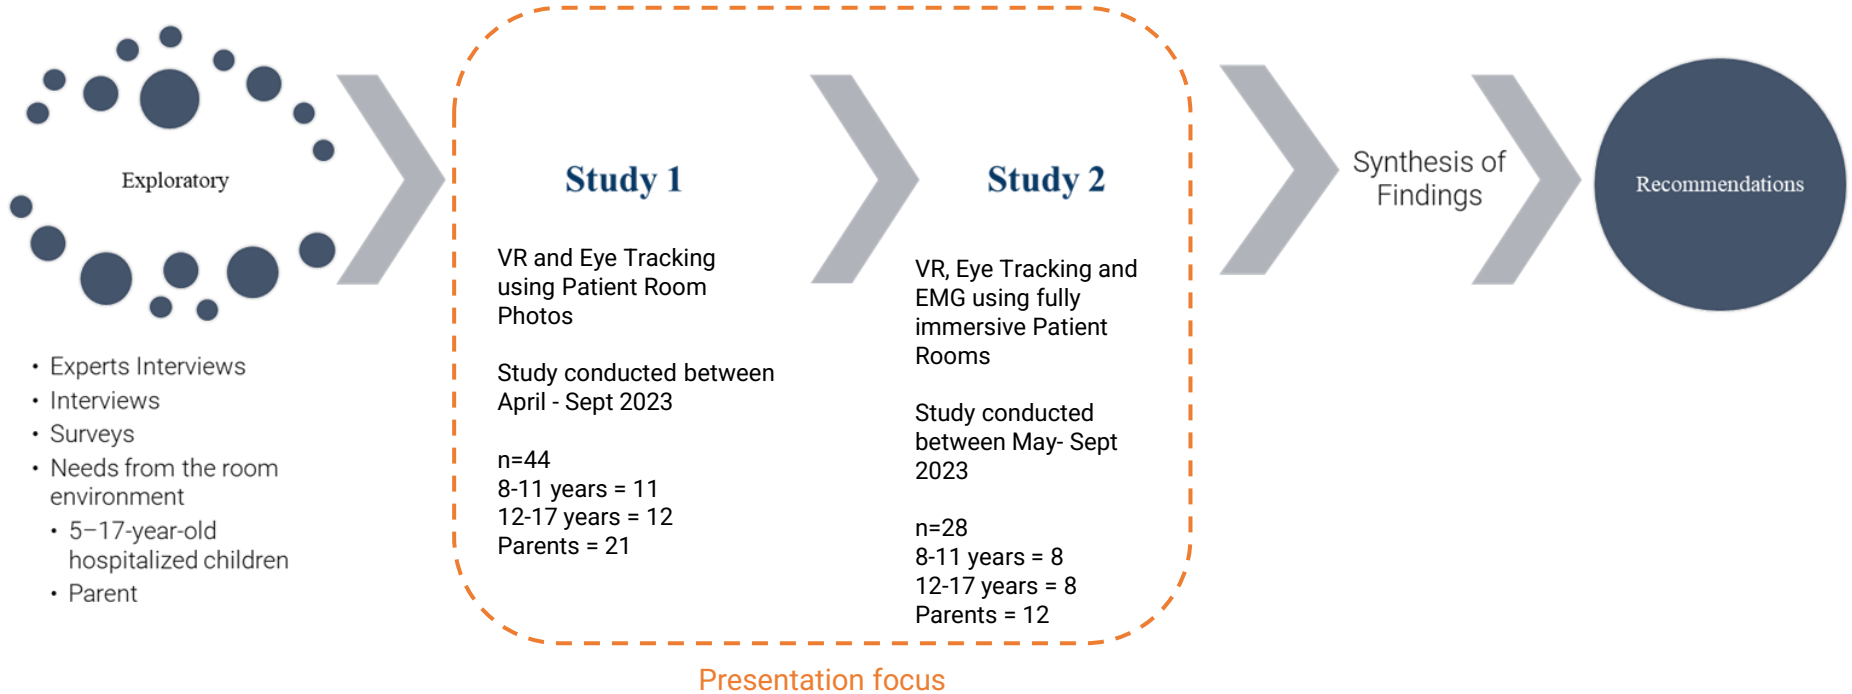 Exploratory
• Experts Interviews
• Interviews
• Surveys
• Needs from the room
environment
• 5–17-year-old
hospitalized children
• Parent
Study 1
VR and Eye Tracking
using Patient Room
Photos
Study conducted between
April - Sept 2023
n=44
8-11 years = 11
12-17 years = 12
Parents = 21
Study 2
VR, Eye Tracking and
EMG using fully
immersive Patient
Rooms
Study conducted
between May- Sept
2023
n=28
8-11 years = 8
12-17 years = 8
Parents = 12
Presentation focus
Synthesis of
Findings
Recommendations